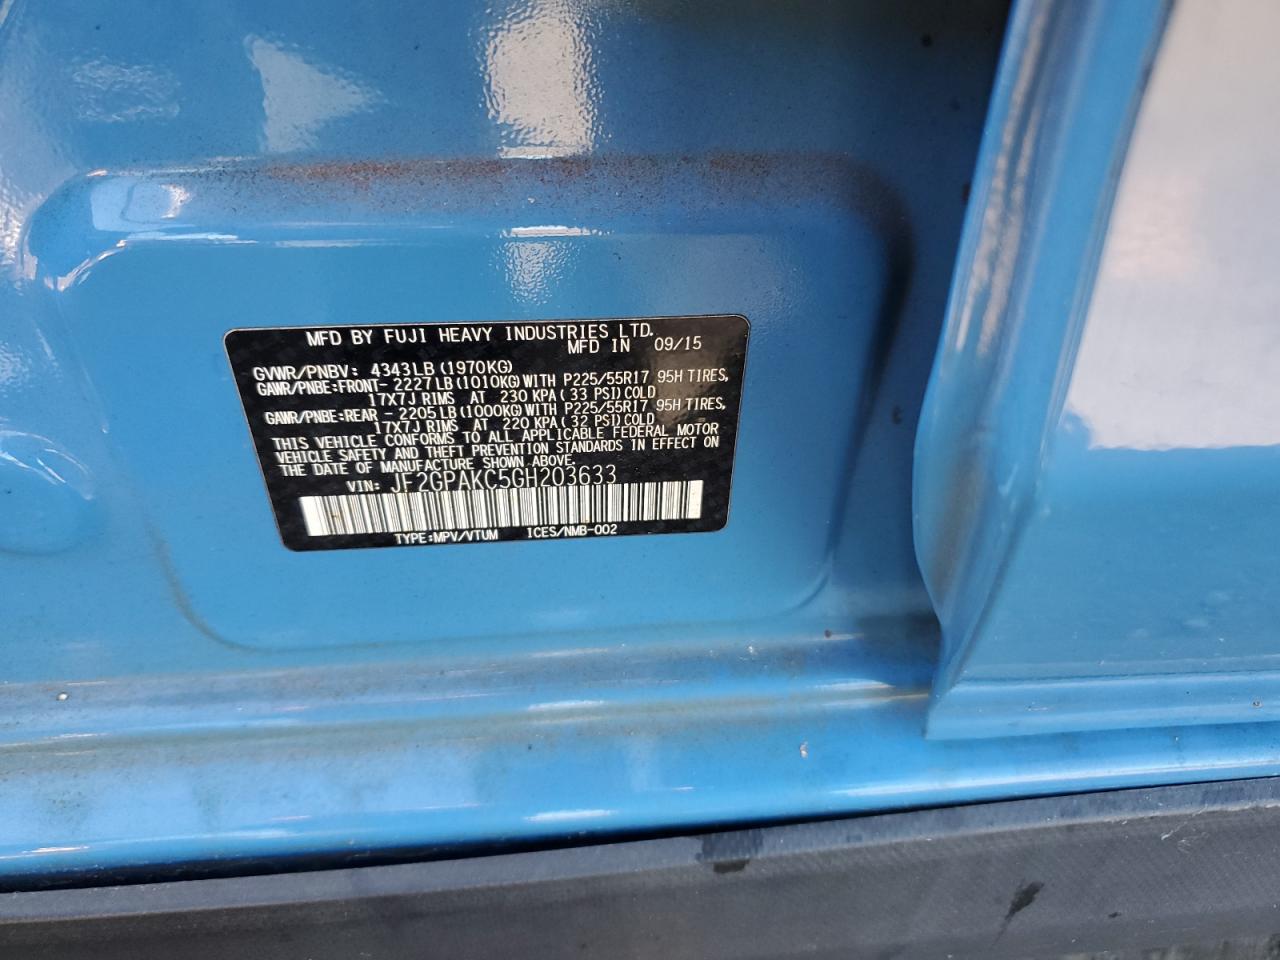 MFD BY FUJI HEAVY INDUSTRIES LTD.
MFD IN 09/15
GVWR/PNBV: 4343LB(1970KG)
GAWR/PNBE:FRONT- 2227LB(1010KG)WITH P225/55R17 95H TIRES,
17X7J RIMS AT 230 KPA( 33 PSI)COLD
GAWR/PNBE:REAR - 2205LB(1000KG)WITH P225/55R17 95H TIRES,
17X7J RIMS AT 220 KPA( 32 PSI)COLD
THIS VEHICLE CONFORMS TO ALL APPLICABLE FEDERAL MOTOR
VEHICLE SAFETY AND THEFT PREVENTION STANDARDS IN EFFECT ON
THE DATE OF MANUFACTURE SHOWN ABOVE.
VIN: JF2GPAKC5GH203633
TYPE:MPV/VTUM ICES/NMB-002